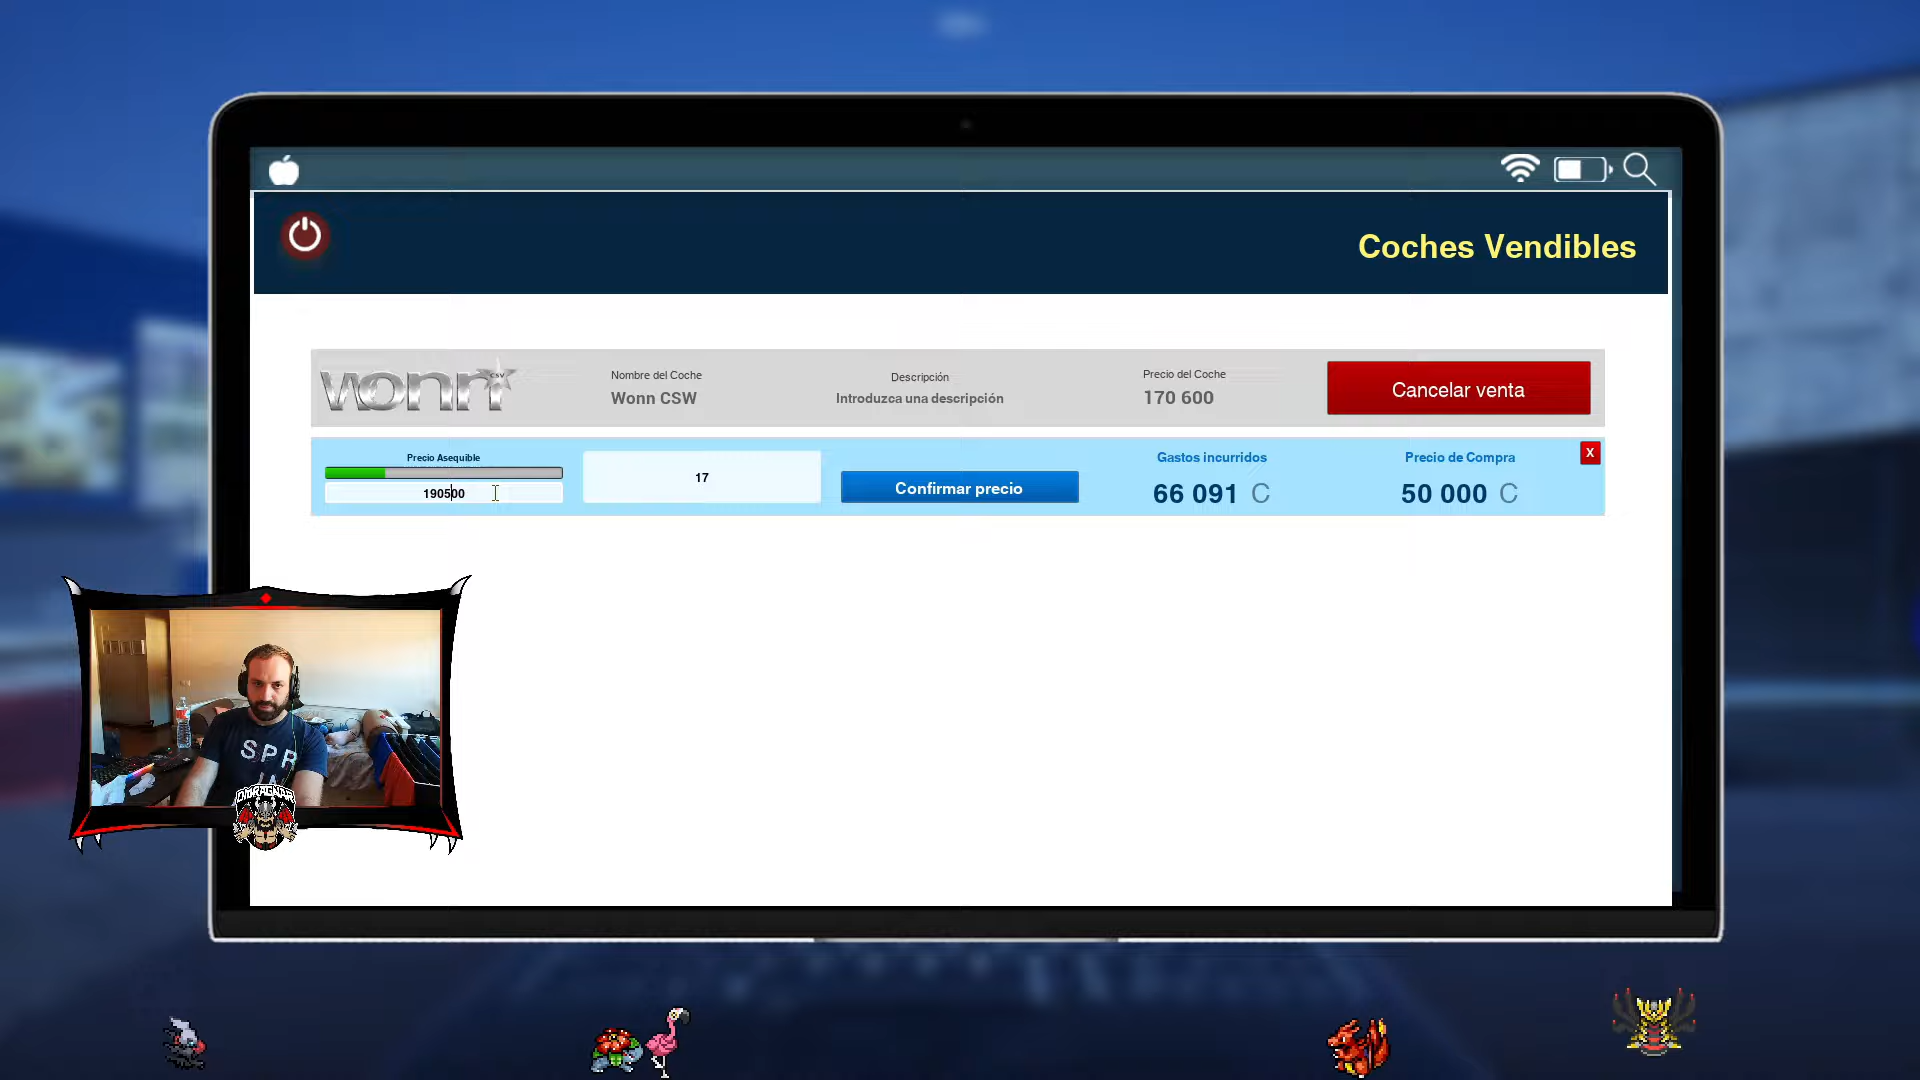 Coches Vendibles
wonn
CSW
Nombre del Coche
Wonn CSW
Descripción
Introduzca una descripción
Precio del Coche
170 600
Cancelar venta
Precio Asequible
190500
17
Confirmar precio
Gastos incurridos
66 091 C
Precio de Compra
50 000 C
X
SPR